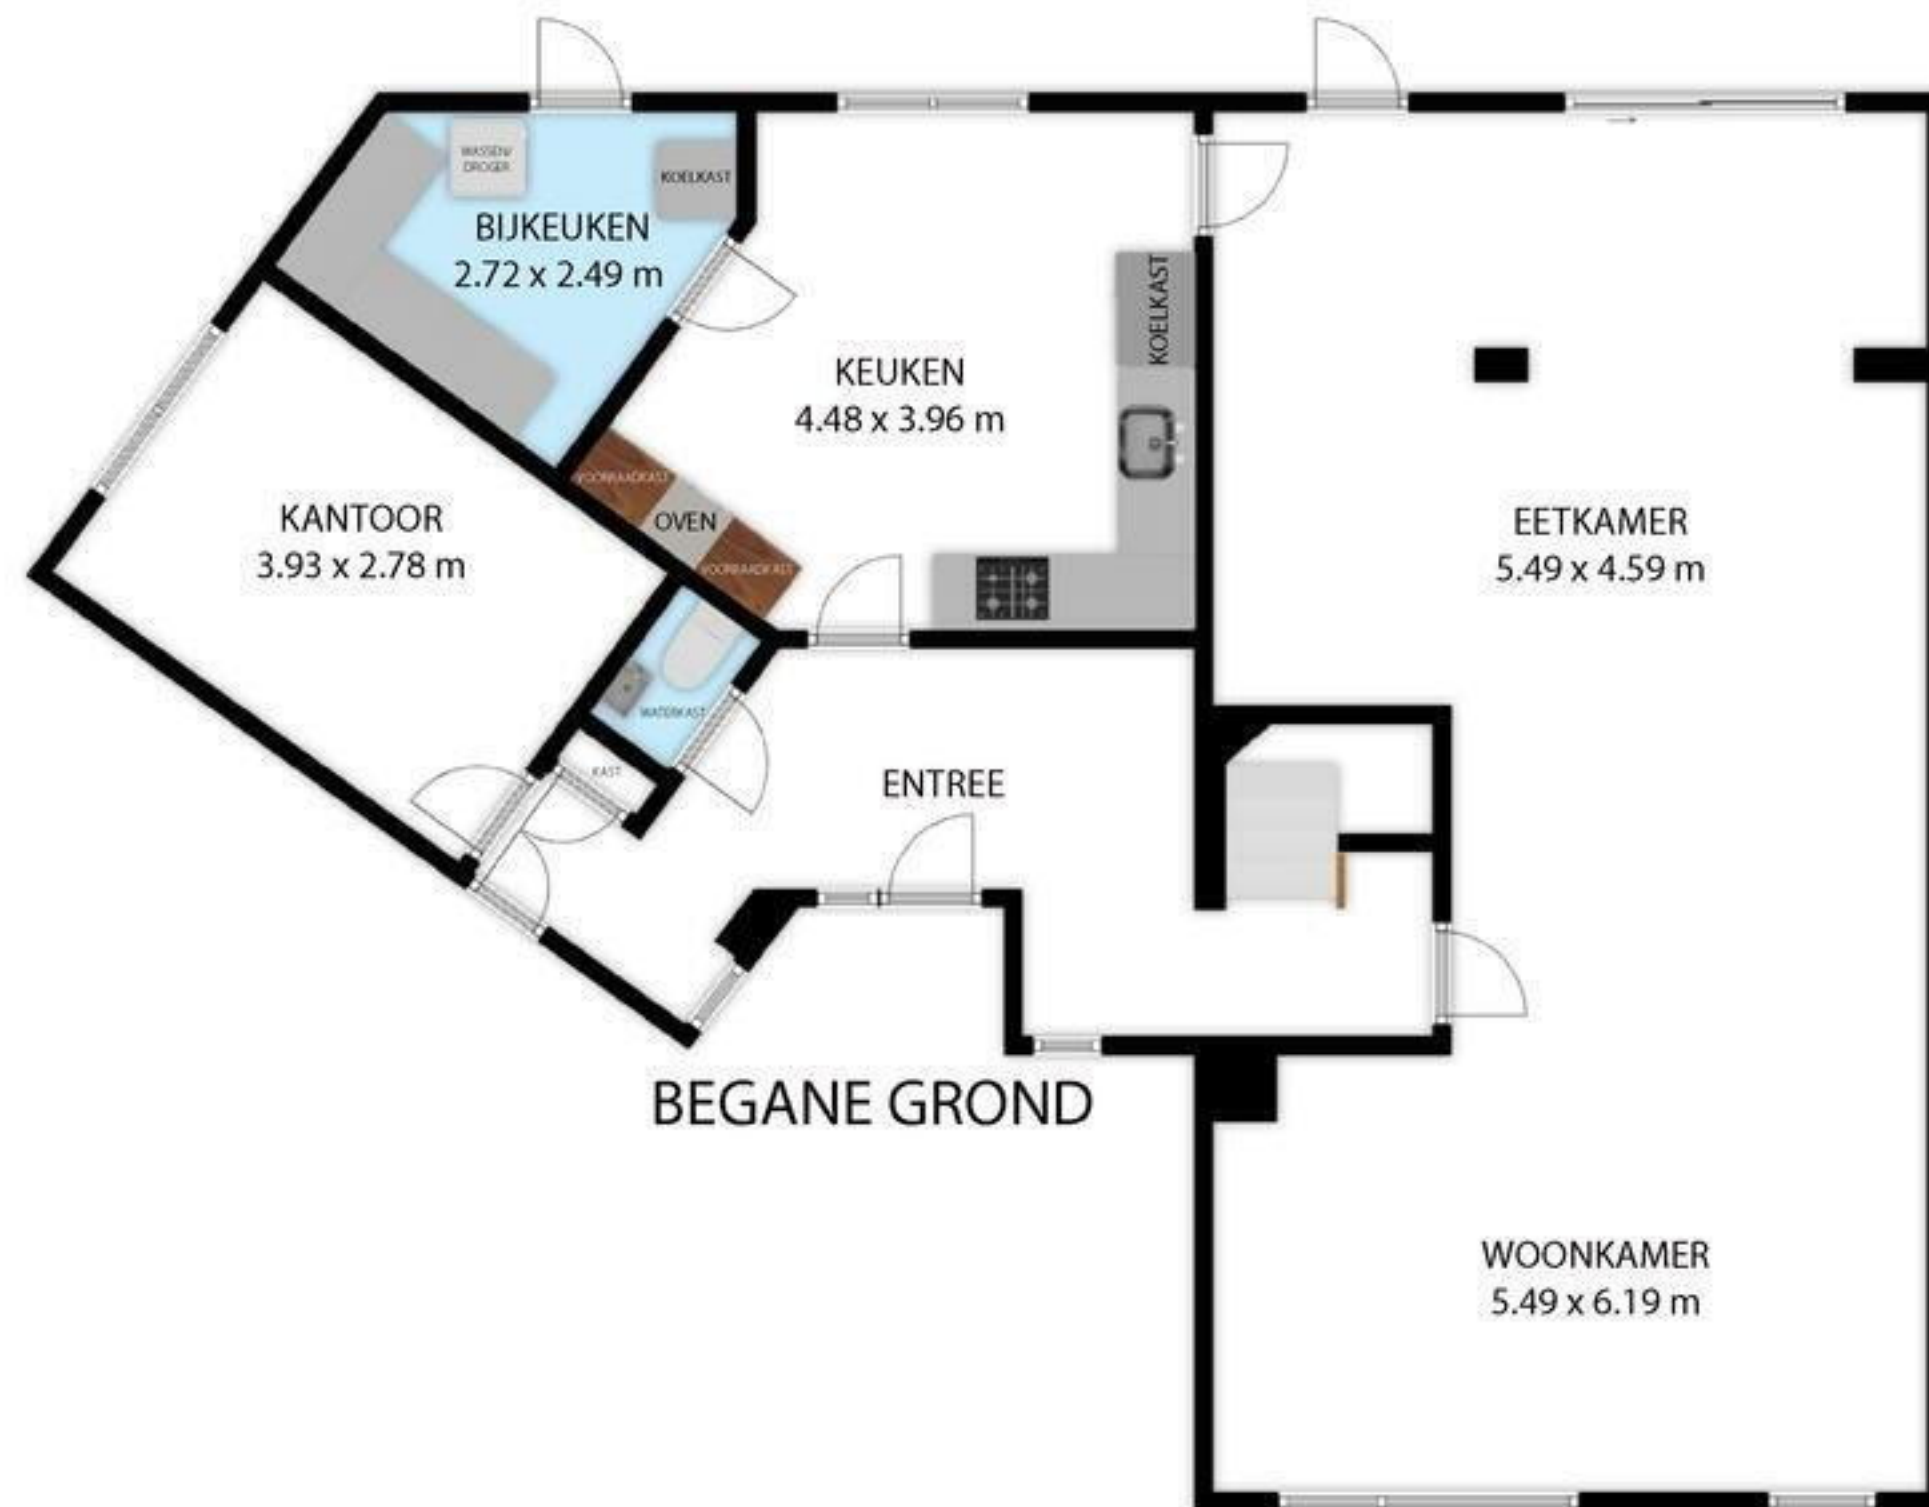 WASSEN/
DROGER
KOELKAST
BIJKEUKEN
2.72 x 2.49 m
KOELKAST
KEUKEN
4.48 x 3.96 m
VOORRAADKAST
OVEN
VOORRAADKAST
KANTOOR
3.93 x 2.78 m
EETKAMER
5.49 x 4.59 m
WATERKAST
KAST
ENTREE
BEGANE GROND
WOONKAMER
5.49 x 6.19 m